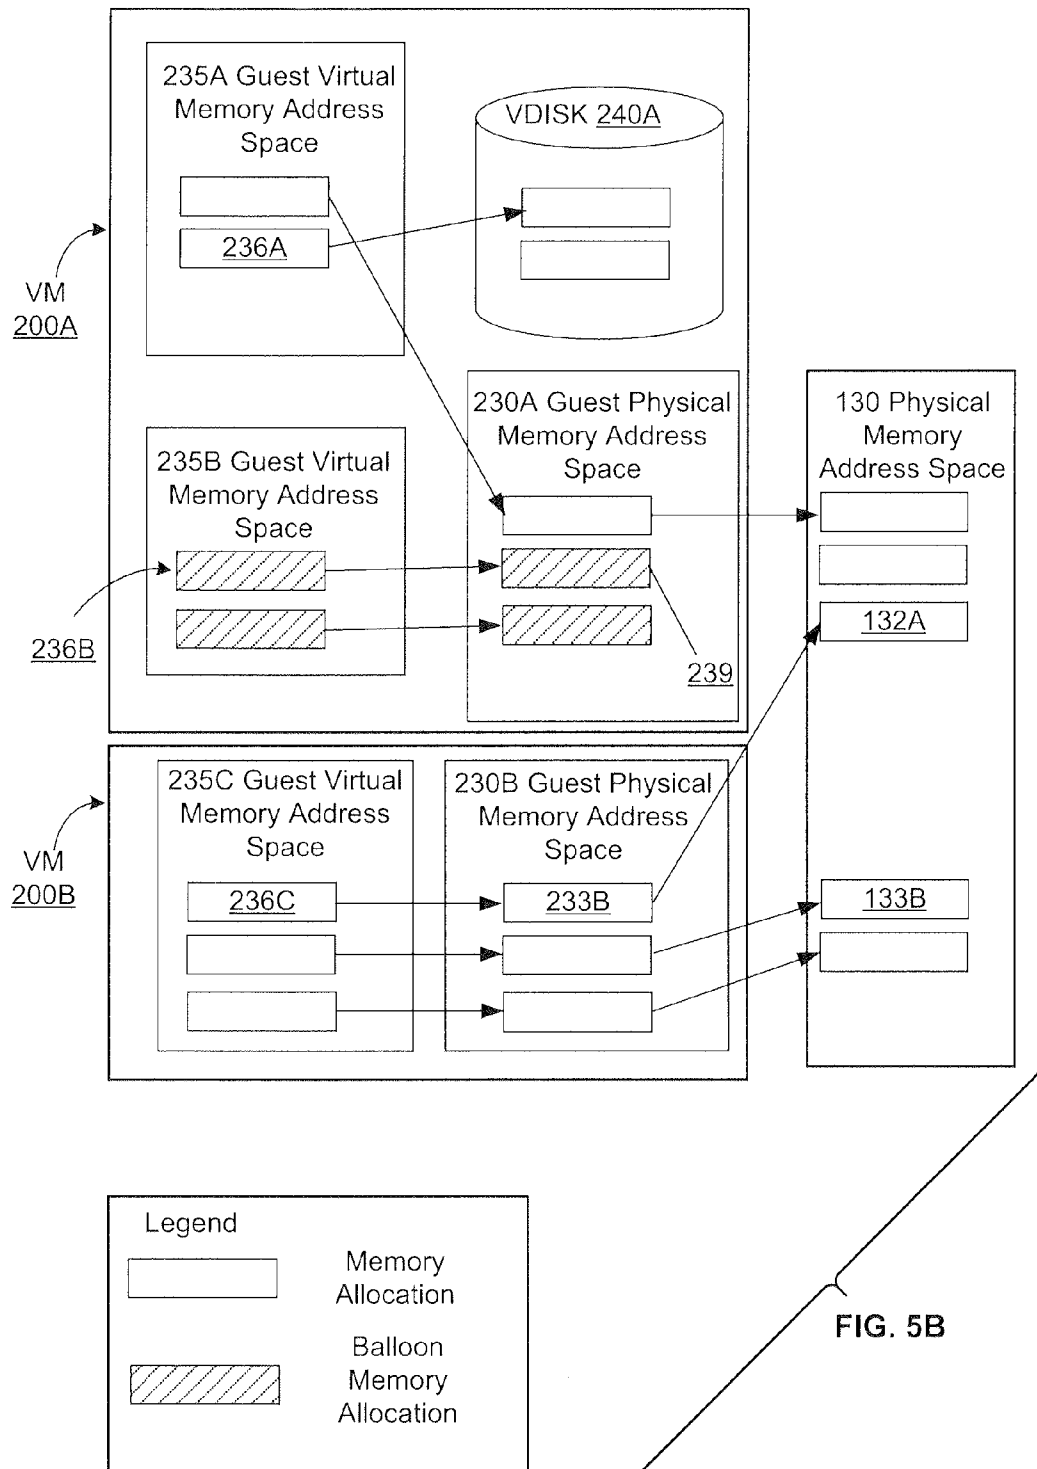 235A Guest Virtual
Memory Address
Space
236A
VDISK 240A
VM
200A
235B Guest Virtual
Memory Address
Space
236B
230A Guest Physical
Memory Address
Space
239
130 Physical
Memory
Address Space
132A
133B
235C Guest Virtual
Memory Address
Space
236C
230B Guest Physical
Memory Address
Space
233B
VM
200B
Legend
Memory
Allocation
Balloon
Memory
Allocation
FIG. 5B